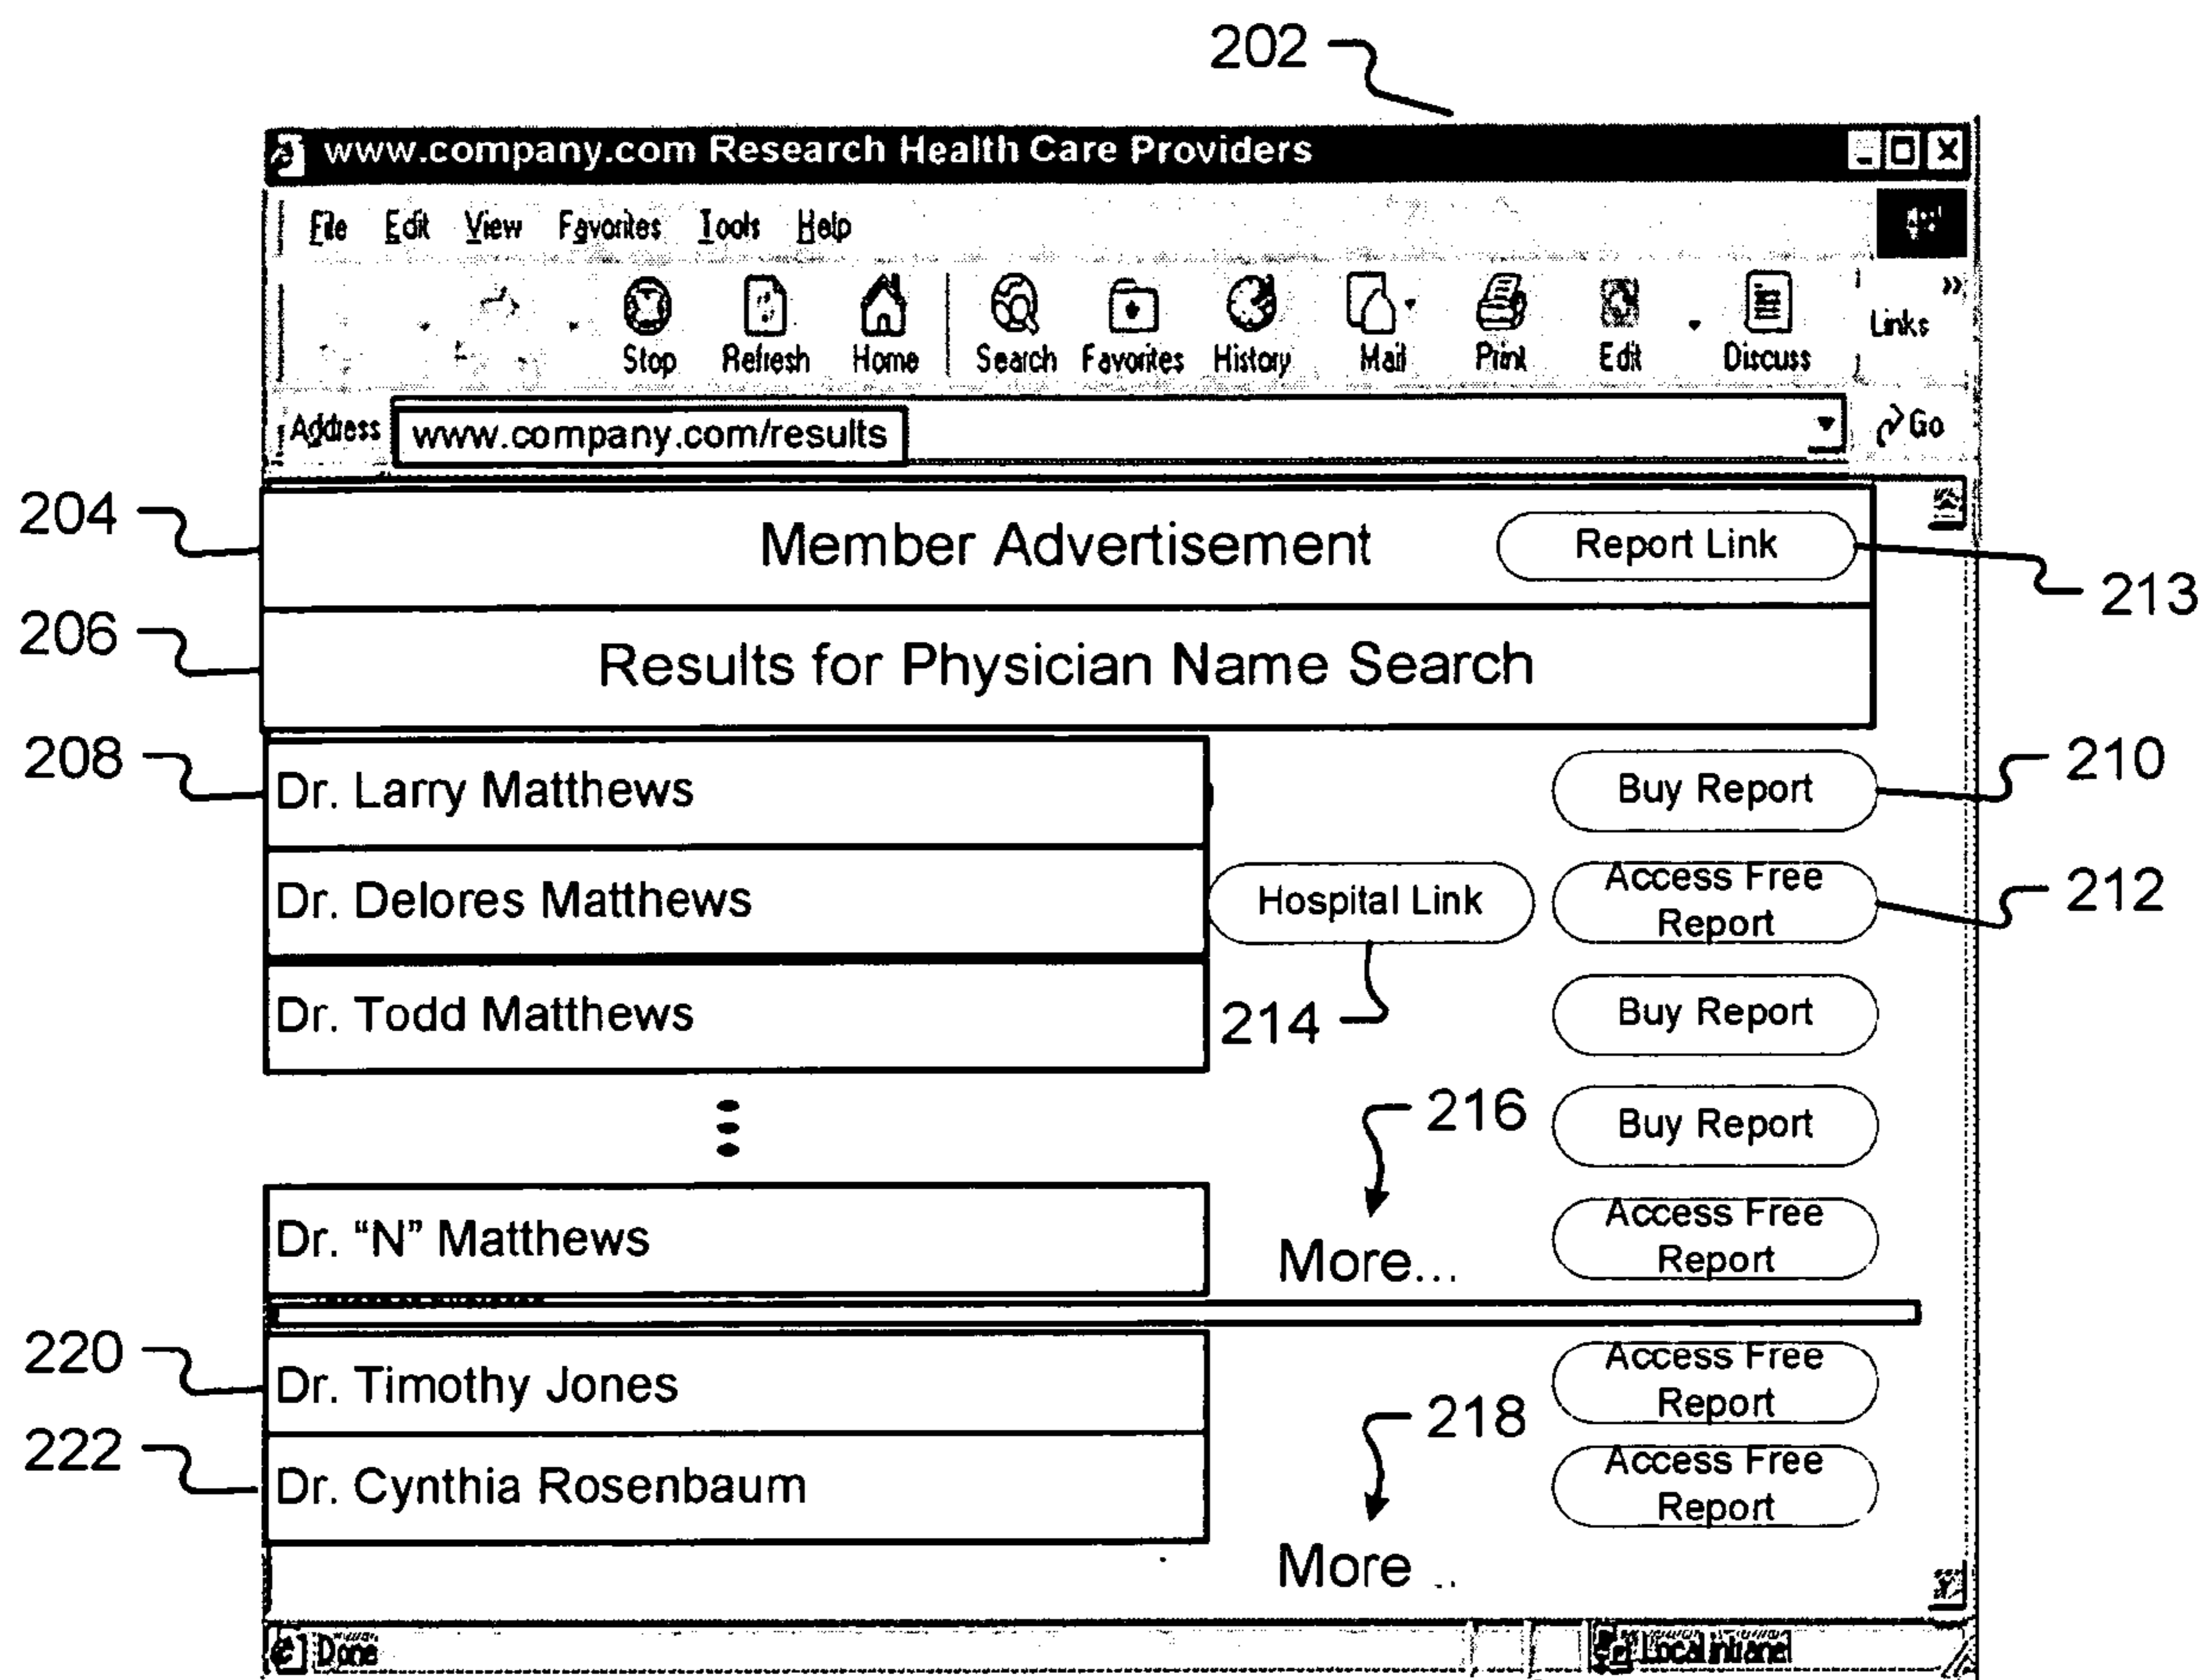 202
www.company.com Research Health Care Providers
File Edit View Favorites Tools Help
Stop Refresh Home Search Favorites History Mail Print Edit Discuss Links »
Address www.company.com/results Go
204 Member Advertisement Report Link 213
206 Results for Physician Name Search
208 Dr. Larry Matthews Buy Report 210
Dr. Delores Matthews Hospital Link Access Free Report 212
Dr. Todd Matthews 214 Buy Report
216 Buy Report
Dr. “N” Matthews More... Access Free Report
220 Dr. Timothy Jones Access Free Report
218
222 Dr. Cynthia Rosenbaum Access Free Report
More ..
Done Local intranet